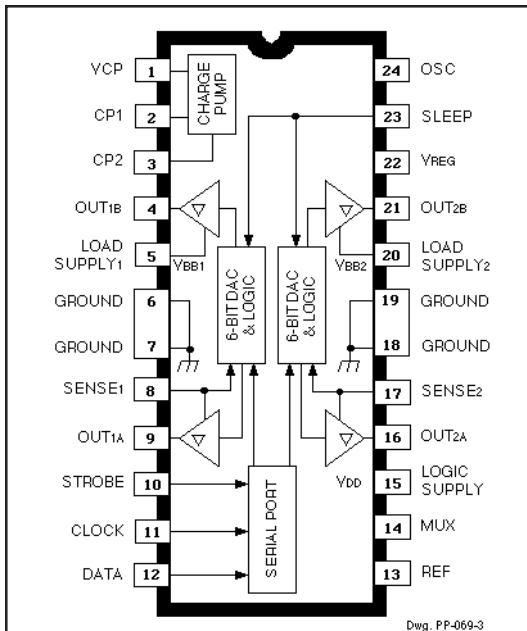 VCP 1
CP1 2
CP2 3
OUT1B 4
LOAD
SUPPLY1 5
GROUND 6
GROUND 7
SENSE1 8
OUT1A 9
STROBE 10
CLOCK 11
DATA 12
CHARGE
PUMP
VBB1
6-BIT DAC
& LOGIC
6-BIT DAC
& LOGIC
VBB2
VDD
SERIAL PORT
24 OSC
23 SLEEP
22 VREG
21 OUT2B
20 LOAD
SUPPLY2
19 GROUND
18 GROUND
17 SENSE2
16 OUT2A
15 LOGIC
SUPPLY
14 MUX
13 REF
Dwg. PP-069-3